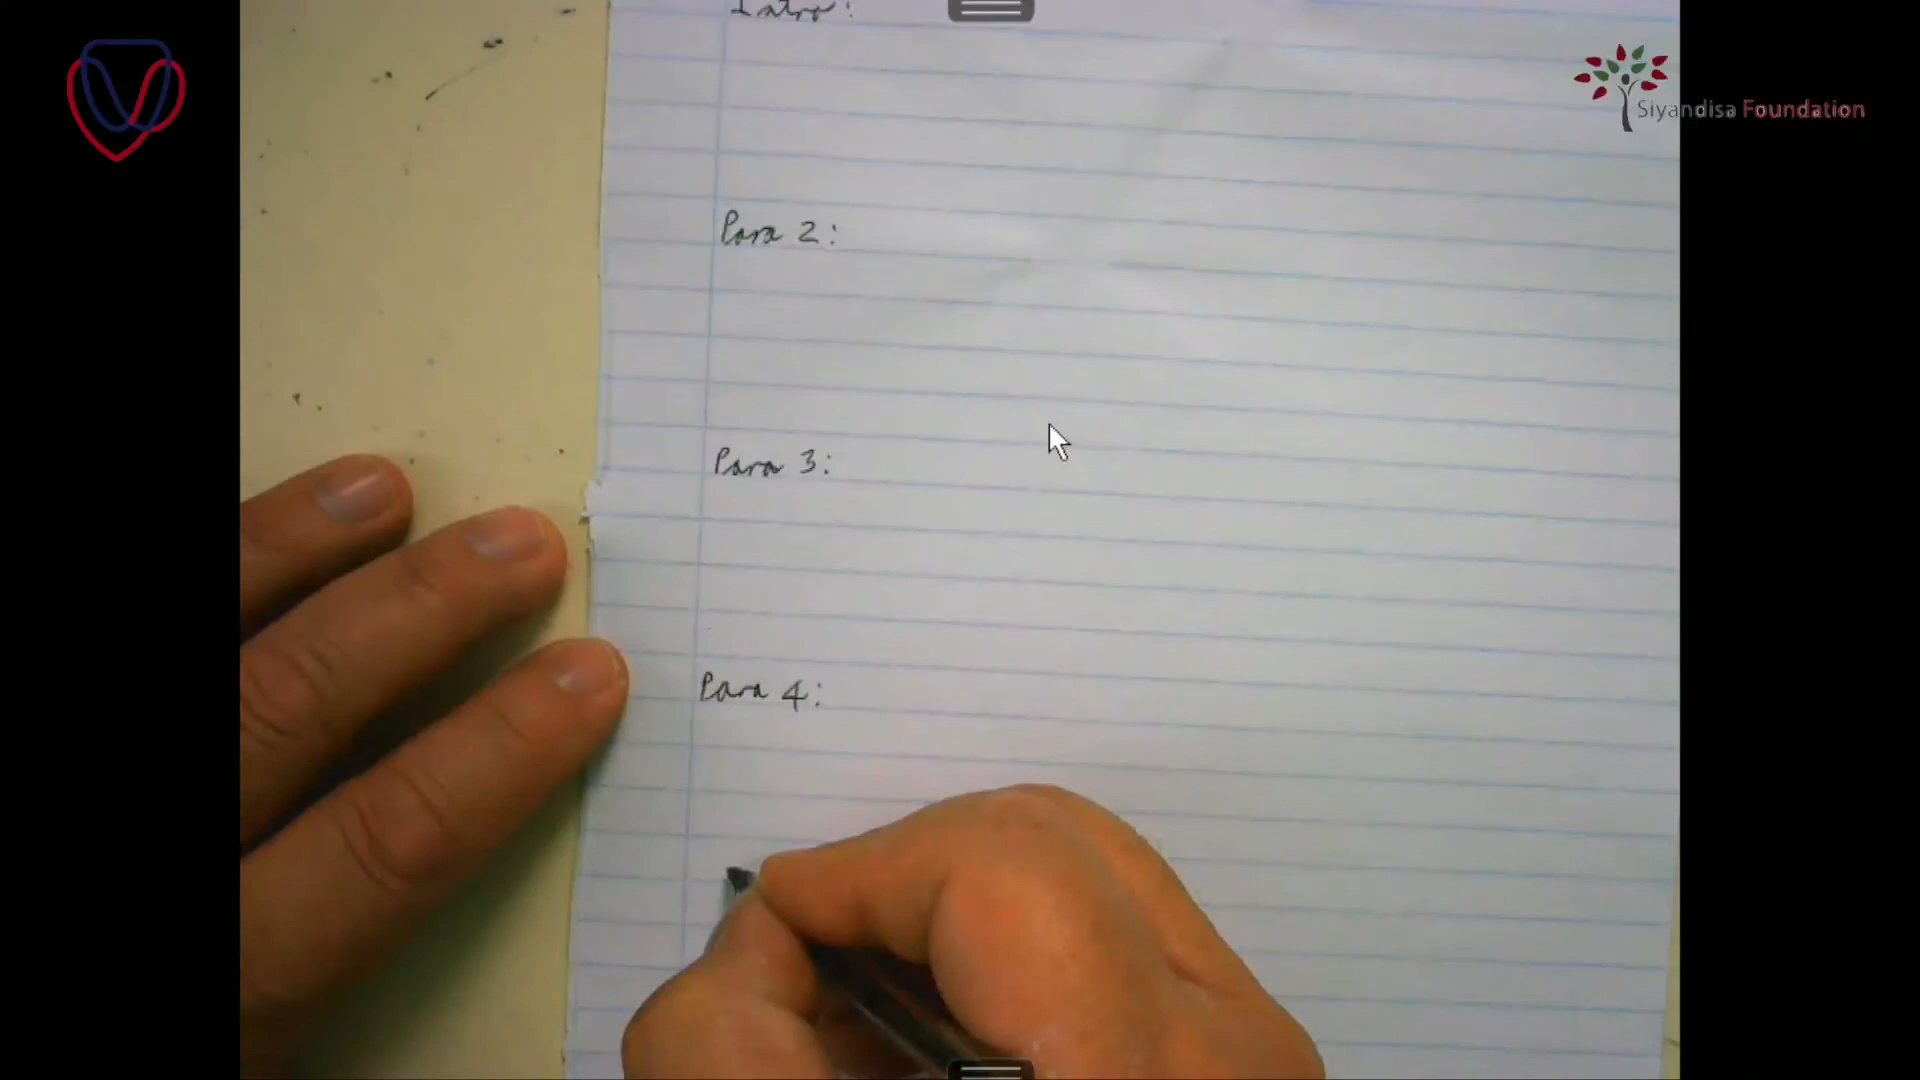 Intro:
Siyandisa Foundation
Para 2:
Para 3:
Para 4: